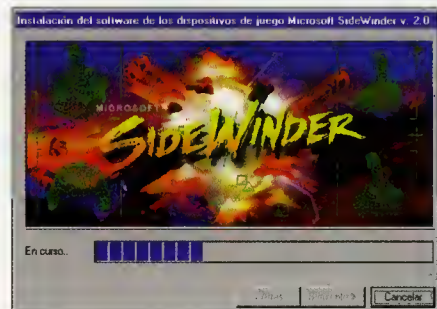 Instalación del software de los dispositivos de juego Microsoft SideWinder v. 2.0
MICROSOFT
SIDEWINDER
En curso..
Cancelar